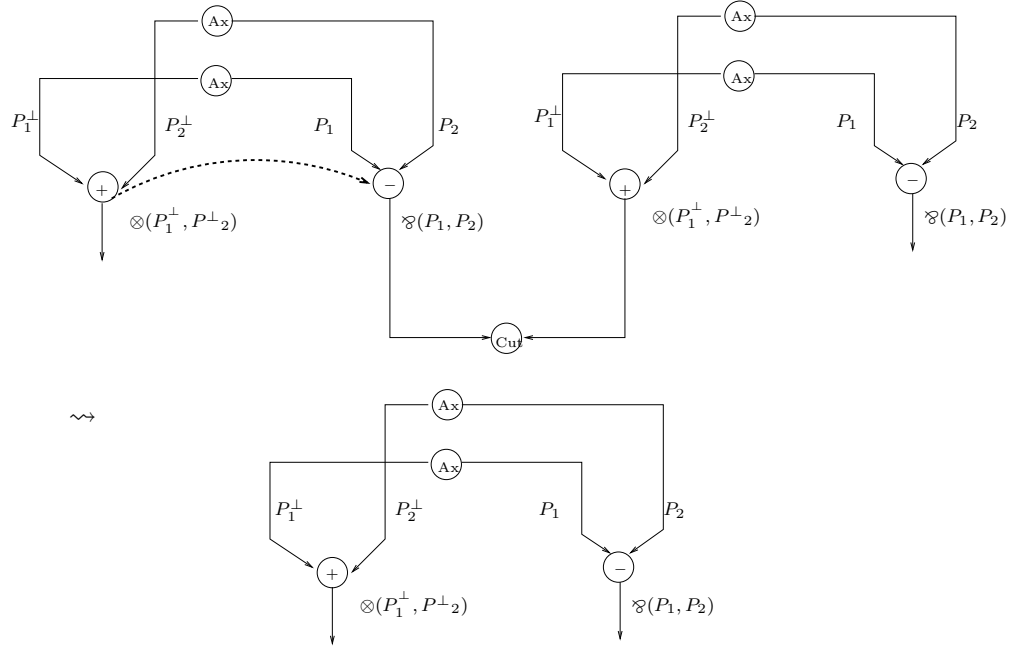 Ax Ax
Ax Ax
P₁^⊥ P₂^⊥ P₁ P₂ P₁^⊥ P₂^⊥ P₁ P₂
+ − + −
⊗(P₁^⊥, P^⊥₂) ⅋(P₁, P₂) ⊗(P₁^⊥, P^⊥₂) ⅋(P₁, P₂)
Cut
⇝ Ax
Ax
P₁^⊥ P₂^⊥ P₁ P₂
+ −
⊗(P₁^⊥, P^⊥₂) ⅋(P₁, P₂)